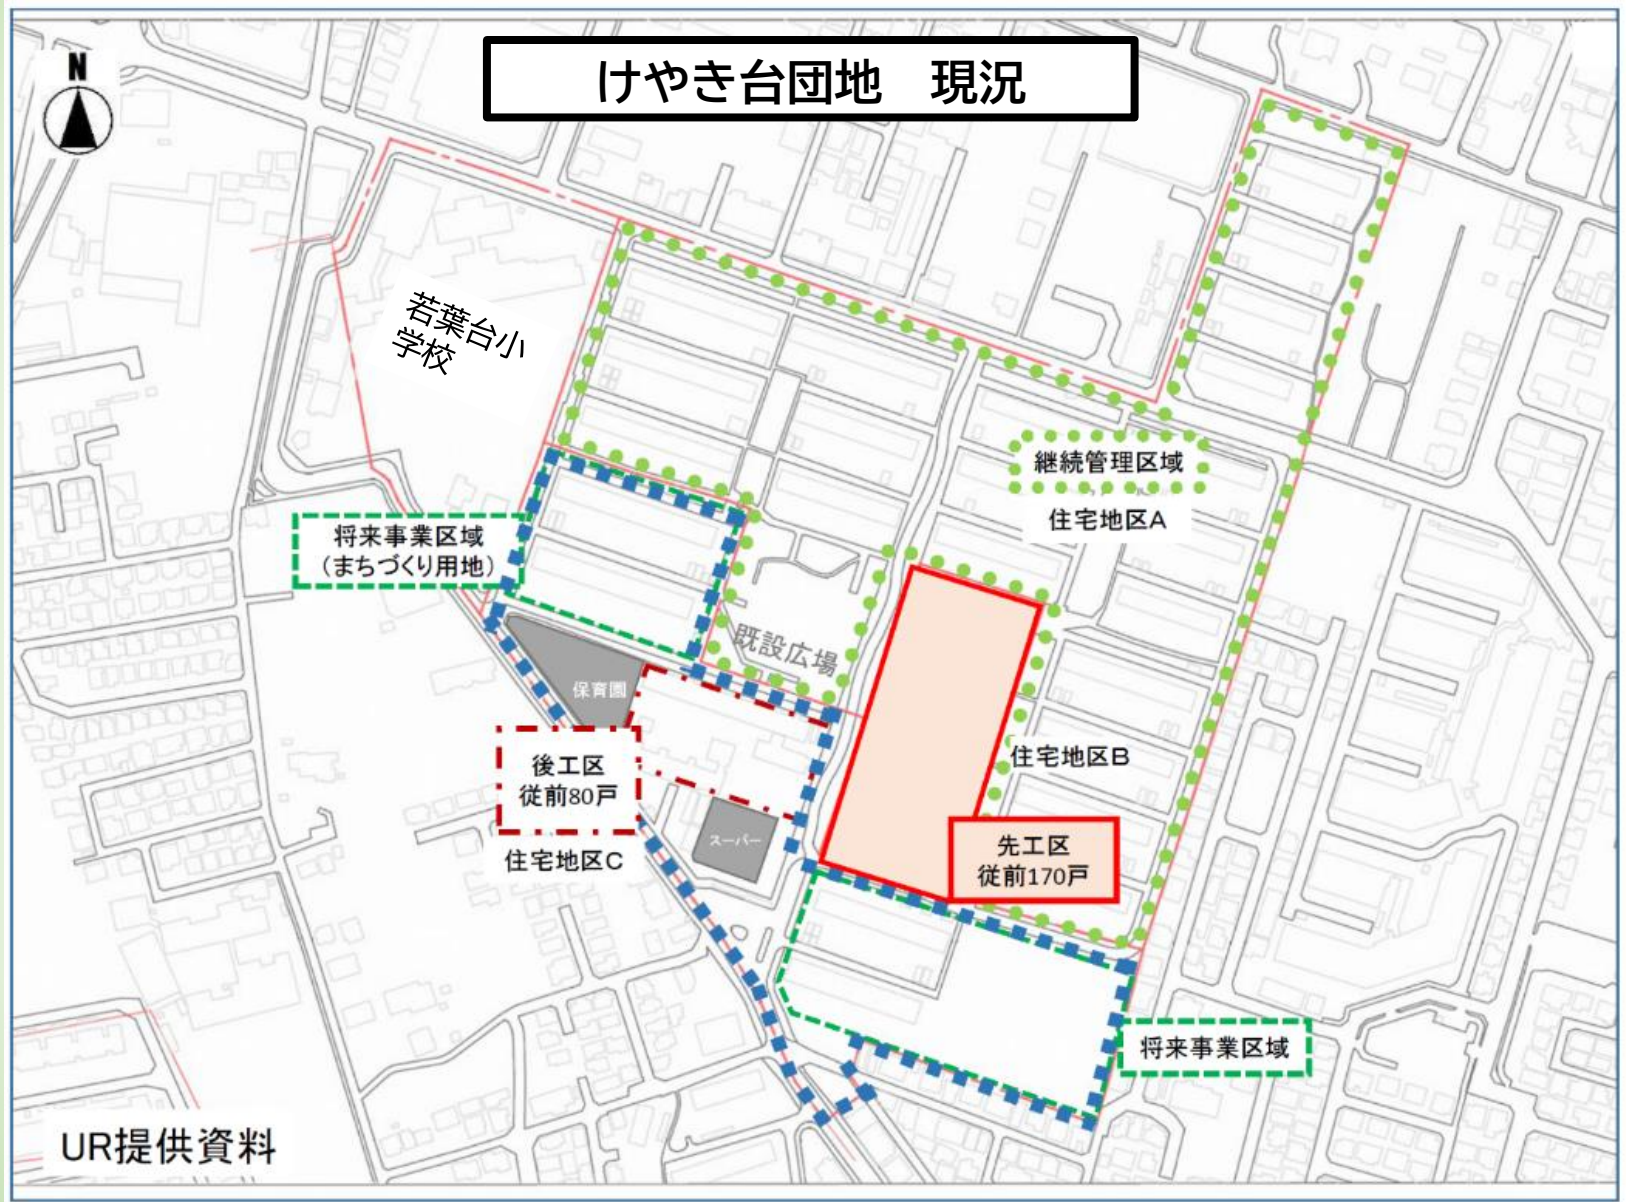 けやき台団地　現況
N
若葉台小
学校
継続管理区域
住宅地区A
将来事業区域
（まちづくり用地）
既設広場
保育園
後工区
従前80戸
住宅地区B
スーパー
先工区
従前170戸
住宅地区C
将来事業区域
UR提供資料